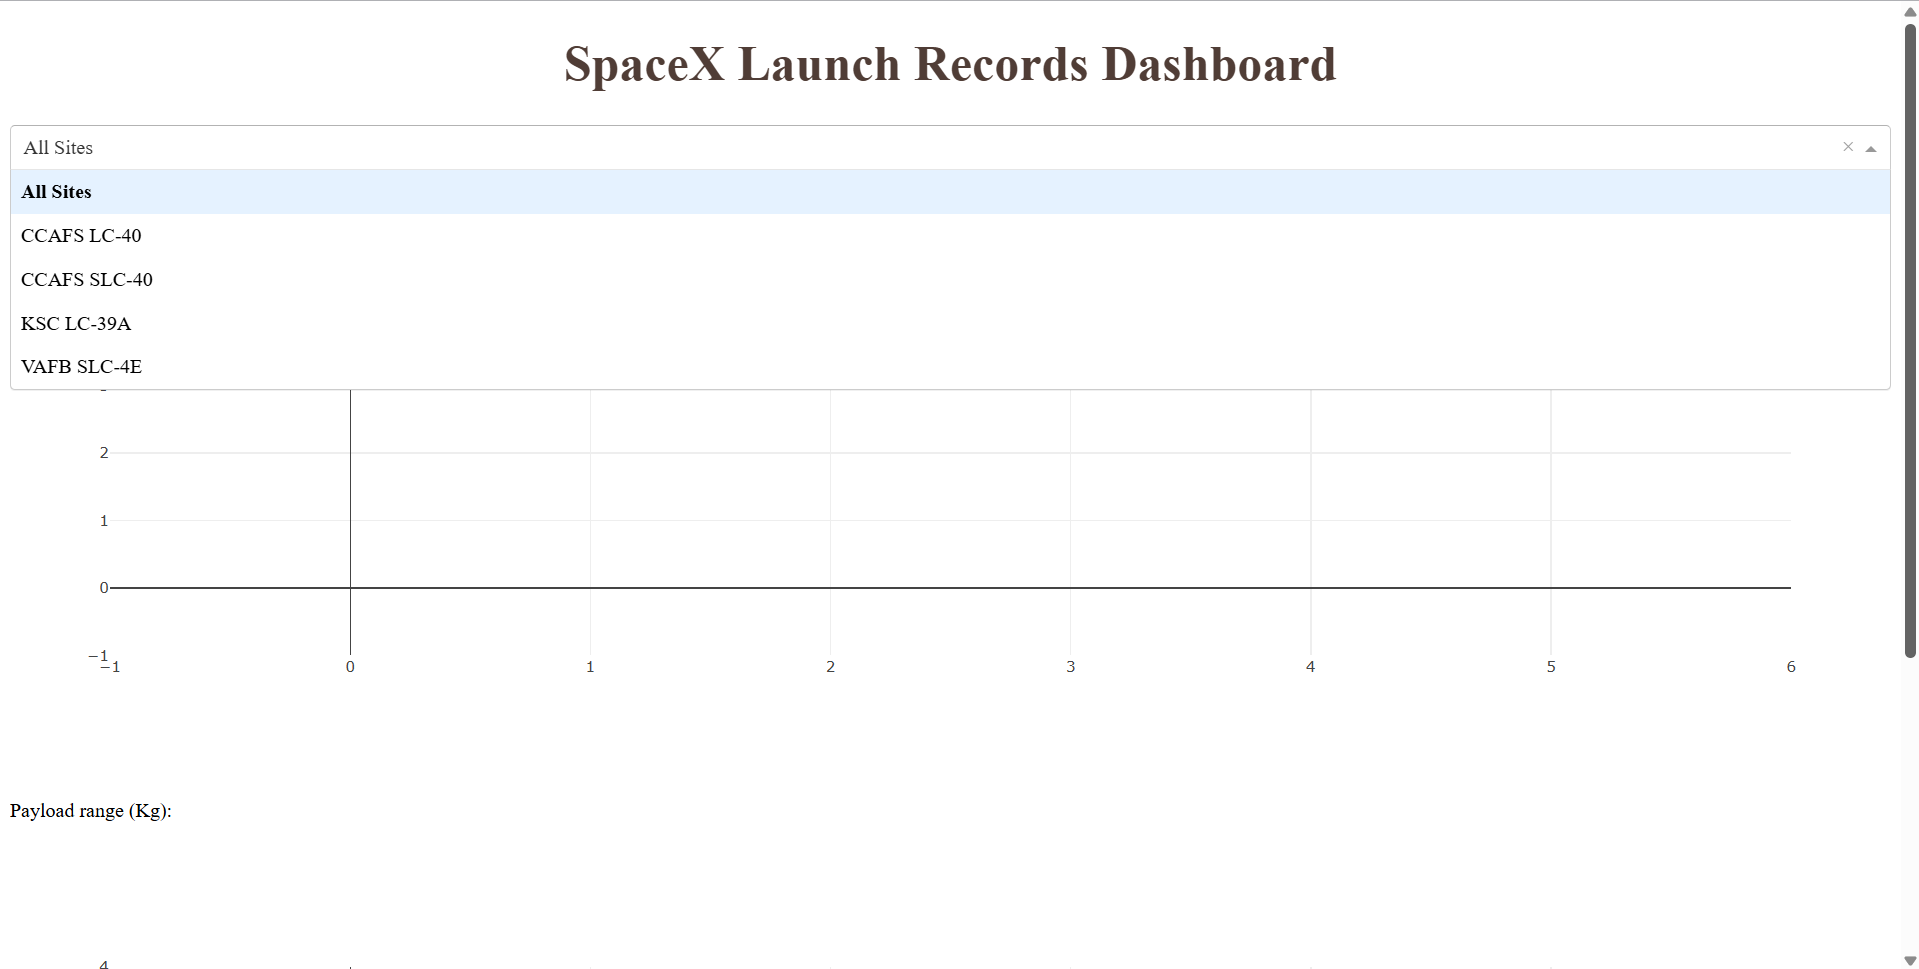 SpaceX Launch Records Dashboard
All Sites
All Sites
CCAFS LC-40
CCAFS SLC-40
KSC LC-39A
VAFB SLC-4E
2
1
0
−1
−1 0 1 2 3 4 5 6
Payload range (Kg):
4